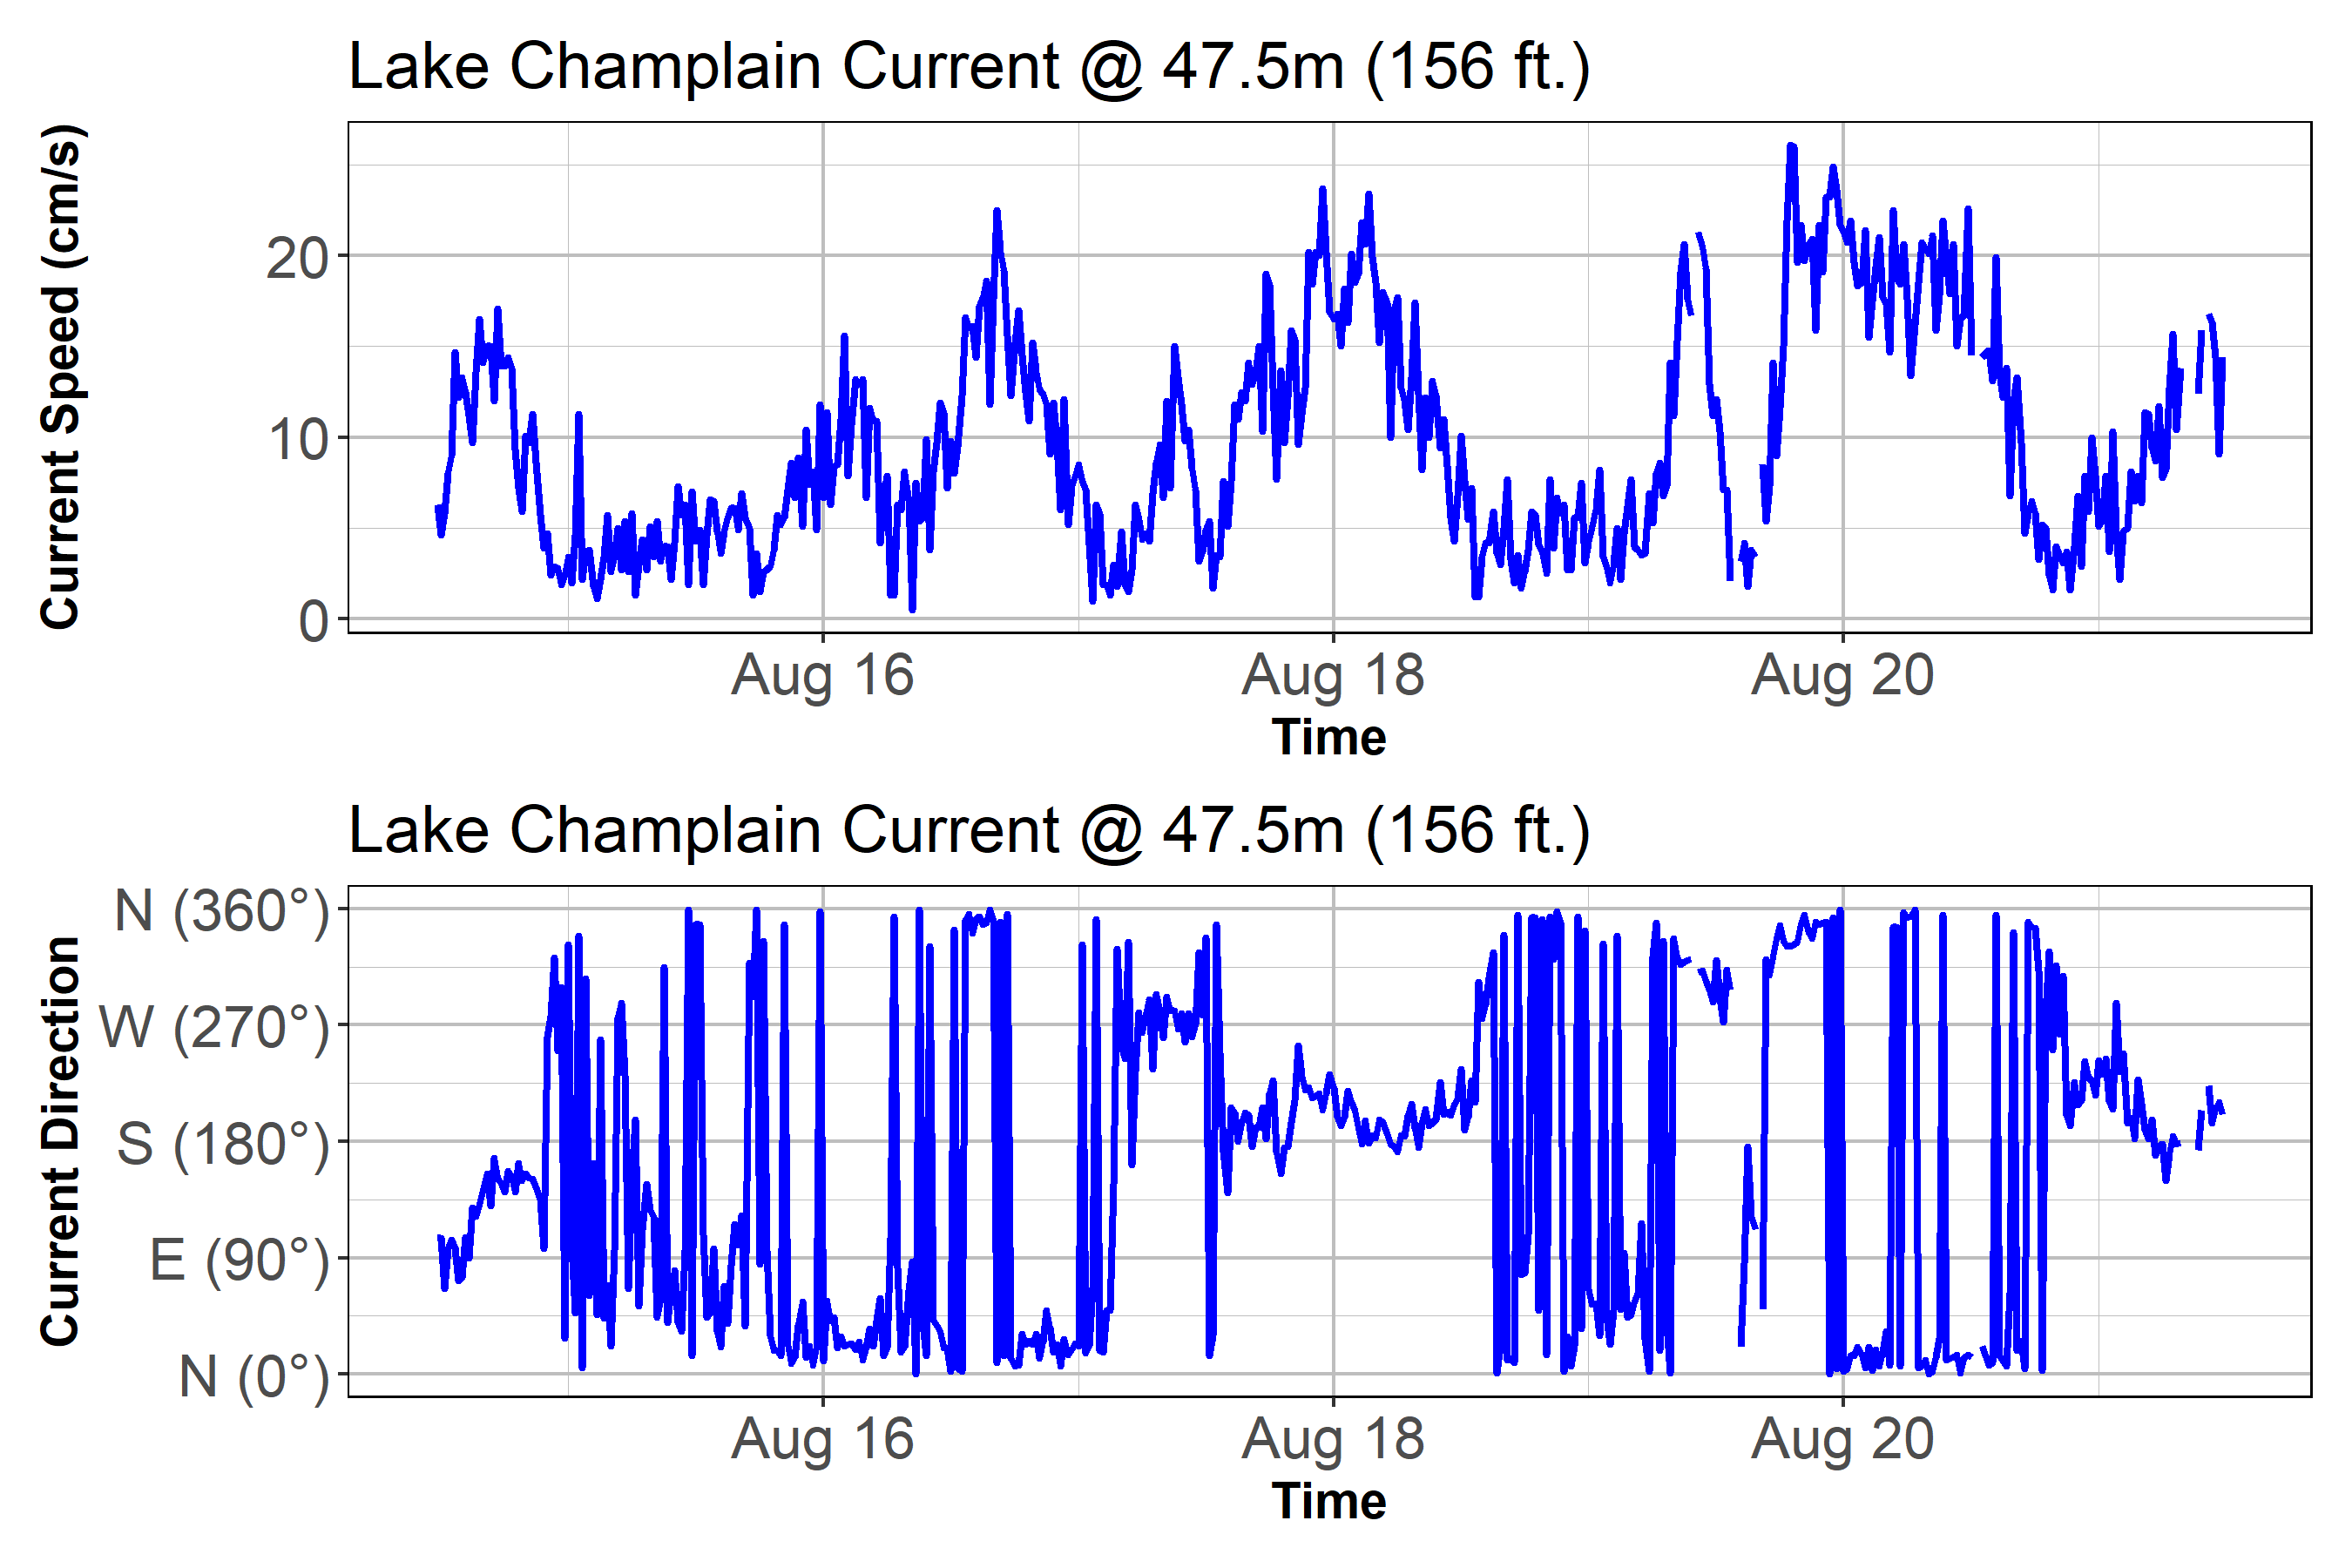 Lake Champlain Current @ 47.5m (156 ft.)
Current Speed (cm/s)
20
10
0
Aug 16 Aug 18 Aug 20
Time
Lake Champlain Current @ 47.5m (156 ft.)
Current Direction
N (360°)
W (270°)
S (180°)
E (90°)
N (0°)
Aug 16 Aug 18 Aug 20
Time